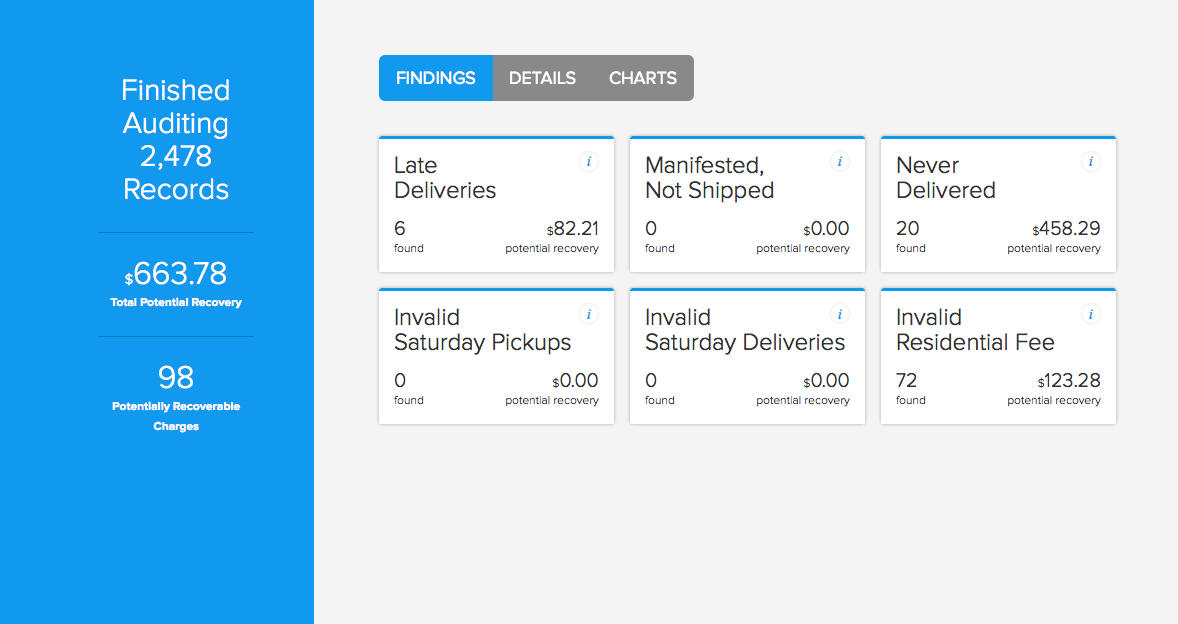 Finished
Auditing
2,478
Records
$663.78
Total Potential Recovery
98
Potentially Recoverable
Charges
FINDINGS DETAILS CHARTS
Late
Deliveries
i
6
found
$82.21
potential recovery
Manifested,
Not Shipped
i
0
found
$0.00
potential recovery
Never
Delivered
i
20
found
$458.29
potential recovery
Invalid
Saturday Pickups
i
0
found
$0.00
potential recovery
Invalid
Saturday Deliveries
i
0
found
$0.00
potential recovery
Invalid
Residential Fee
i
72
found
$123.28
potential recovery